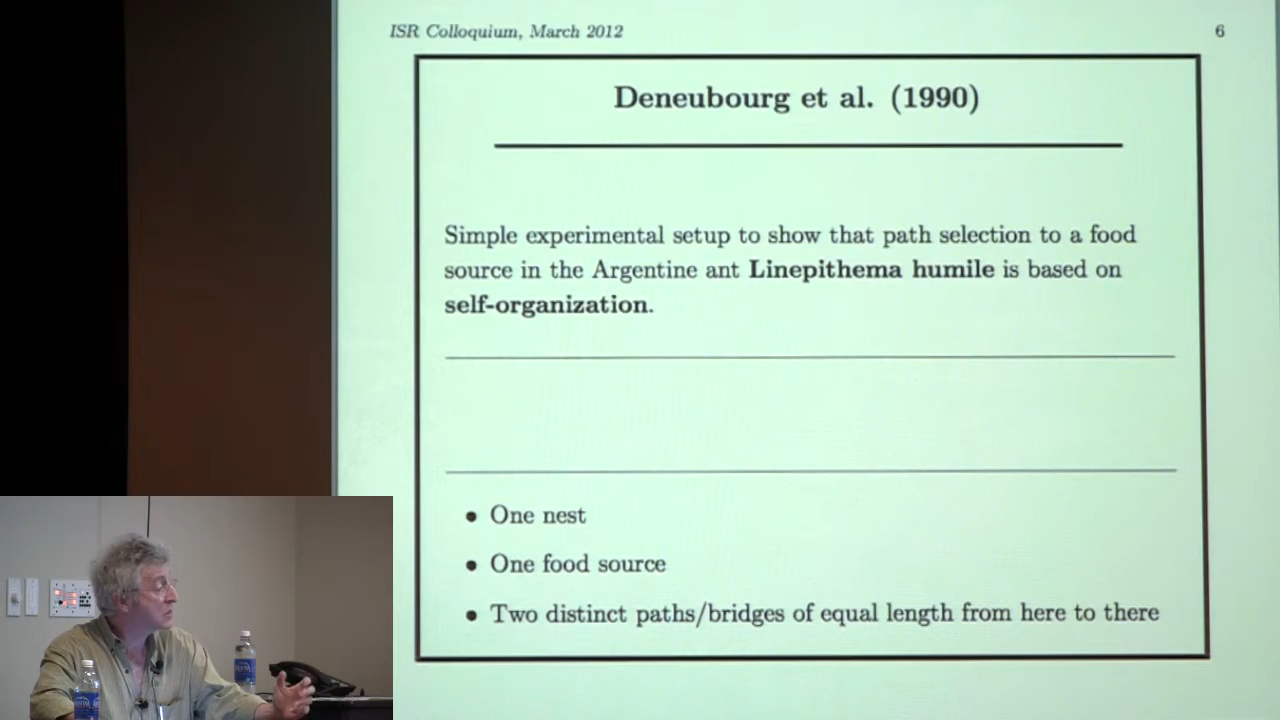 ISR Colloquium, March 2012
6
Deneubourg et al. (1990)
Simple experimental setup to show that path selection to a food
source in the Argentine ant Linepithema humile is based on
self-organization.
• One nest
• One food source
• Two distinct paths/bridges of equal length from here to there